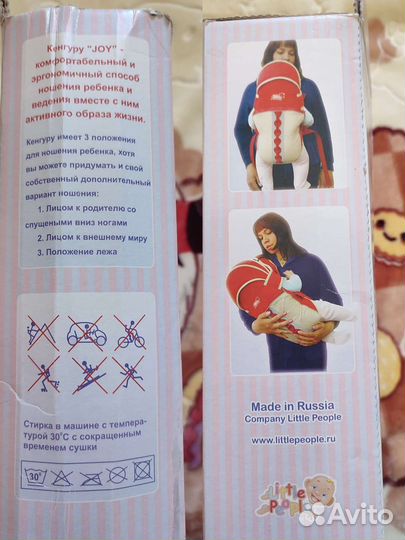 Кенгуру "JOY" -
комфортабельный и
эргономичный способ
ношения ребенка и
ведения вместе с ним
активного образа жизни.
Кенгуру имеет 3 положения
для ношения ребенка, хотя
вы можете придумать и свой
собственный дополнительный
вариант ношения:
1. Лицом к родителю со
спущеными вниз ногами
2. Лицом к внешнему миру
3. Положение лежа
Стирка в машине с темпера-
турой 30°С с сокращенным
временем сушки
30°
Made in Russia
Company Little People
www.littlepeople.ru
Little
People
Avito